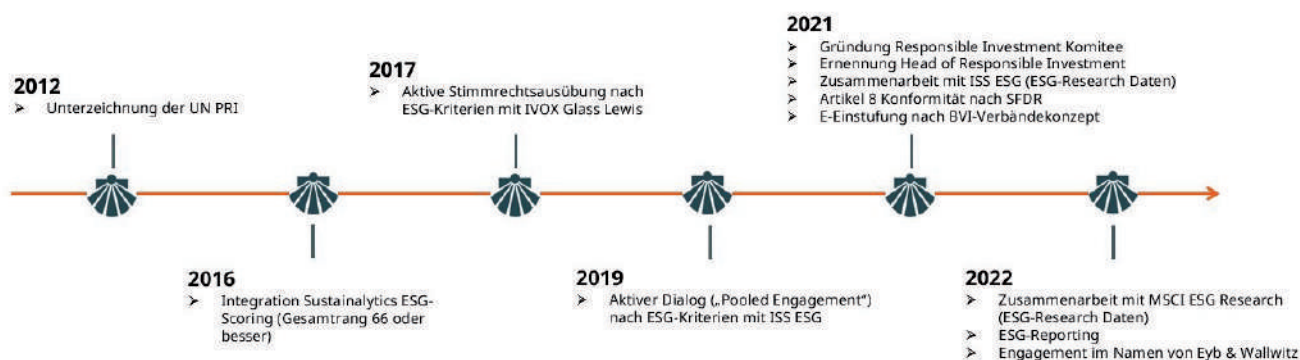 2012
➤ Unterzeichnung der UN PRI
2016
➤ Integration Sustainalytics ESG-
Scoring (Gesamtrang 66 oder
besser)
2017
➤ Aktive Stimmrechtsausübung nach
ESG-Kriterien mit IVOX Glass Lewis
2019
➤ Aktiver Dialog („Pooled Engagement“)
nach ESG-Kriterien mit ISS ESG
2021
➤ Gründung Responsible Investment Komitee
➤ Ernennung Head of Responsible Investment
➤ Zusammenarbeit mit ISS ESG (ESG-Research Daten)
➤ Artikel 8 Konformität nach SFDR
➤ E-Einstufung nach BVI-Verbändekonzept
2022
➤ Zusammenarbeit mit MSCI ESG Research
(ESG-Research Daten)
➤ ESG-Reporting
➤ Engagement im Namen von Eyb & Wallwitz